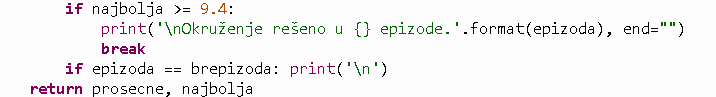 if najbolja >= 9.4:
print('\nOkruženje rešeno u {} epizode.'.format(epizoda), end="")
break
if epizoda == brepizoda: print('\n')
return prosecne, najbolja